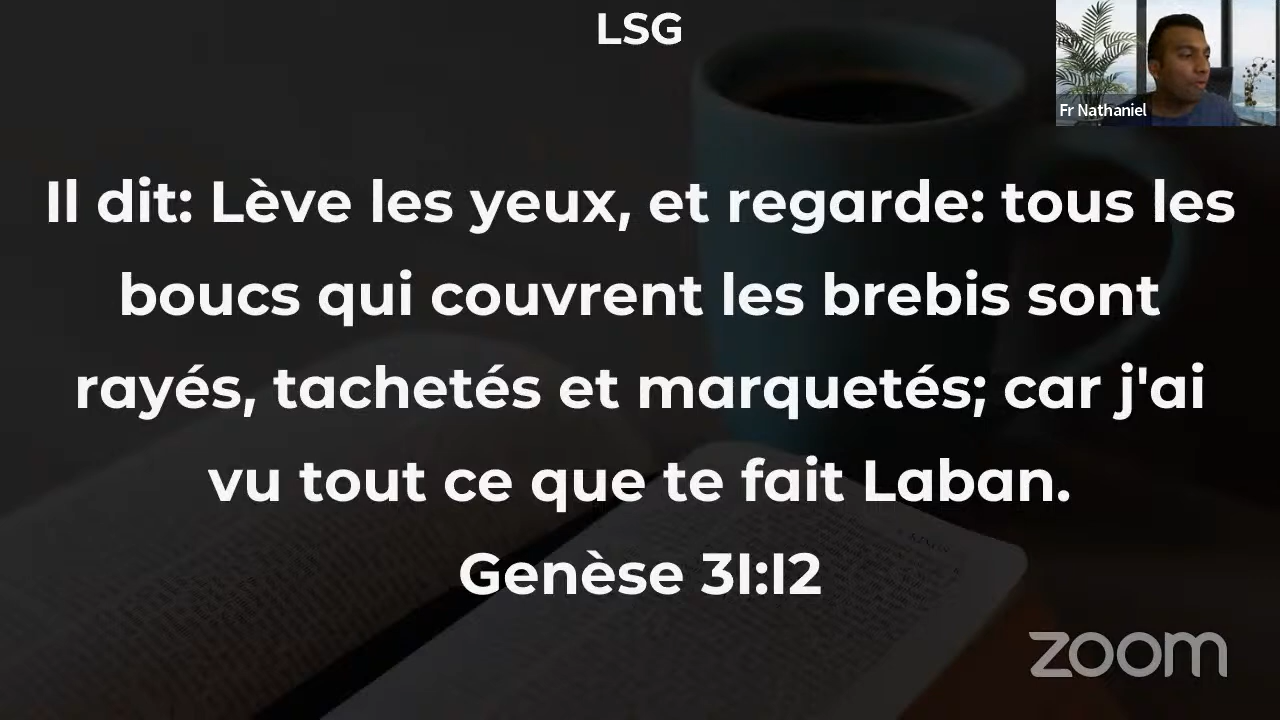 LSG
Fr Nathaniel
Il dit: Lève les yeux, et regarde: tous les
boucs qui couvrent les brebis sont
rayés, tachetés et marquetés; car j'ai
vu tout ce que te fait Laban.
Genèse 31:12
zoom